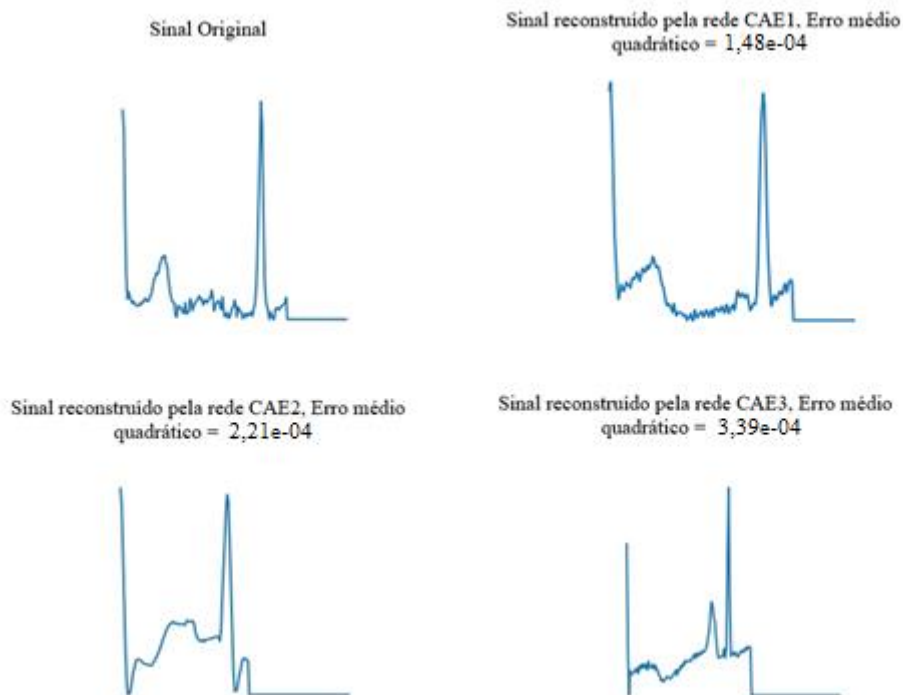 Sinal Original
Sinal reconstruído pela rede CAE1, Erro médio
quadrático = 1,48e-04
Sinal reconstruído pela rede CAE2, Erro médio
quadrático = 2,21e-04
Sinal reconstruído pela rede CAE3, Erro médio
quadrático = 3,39e-04